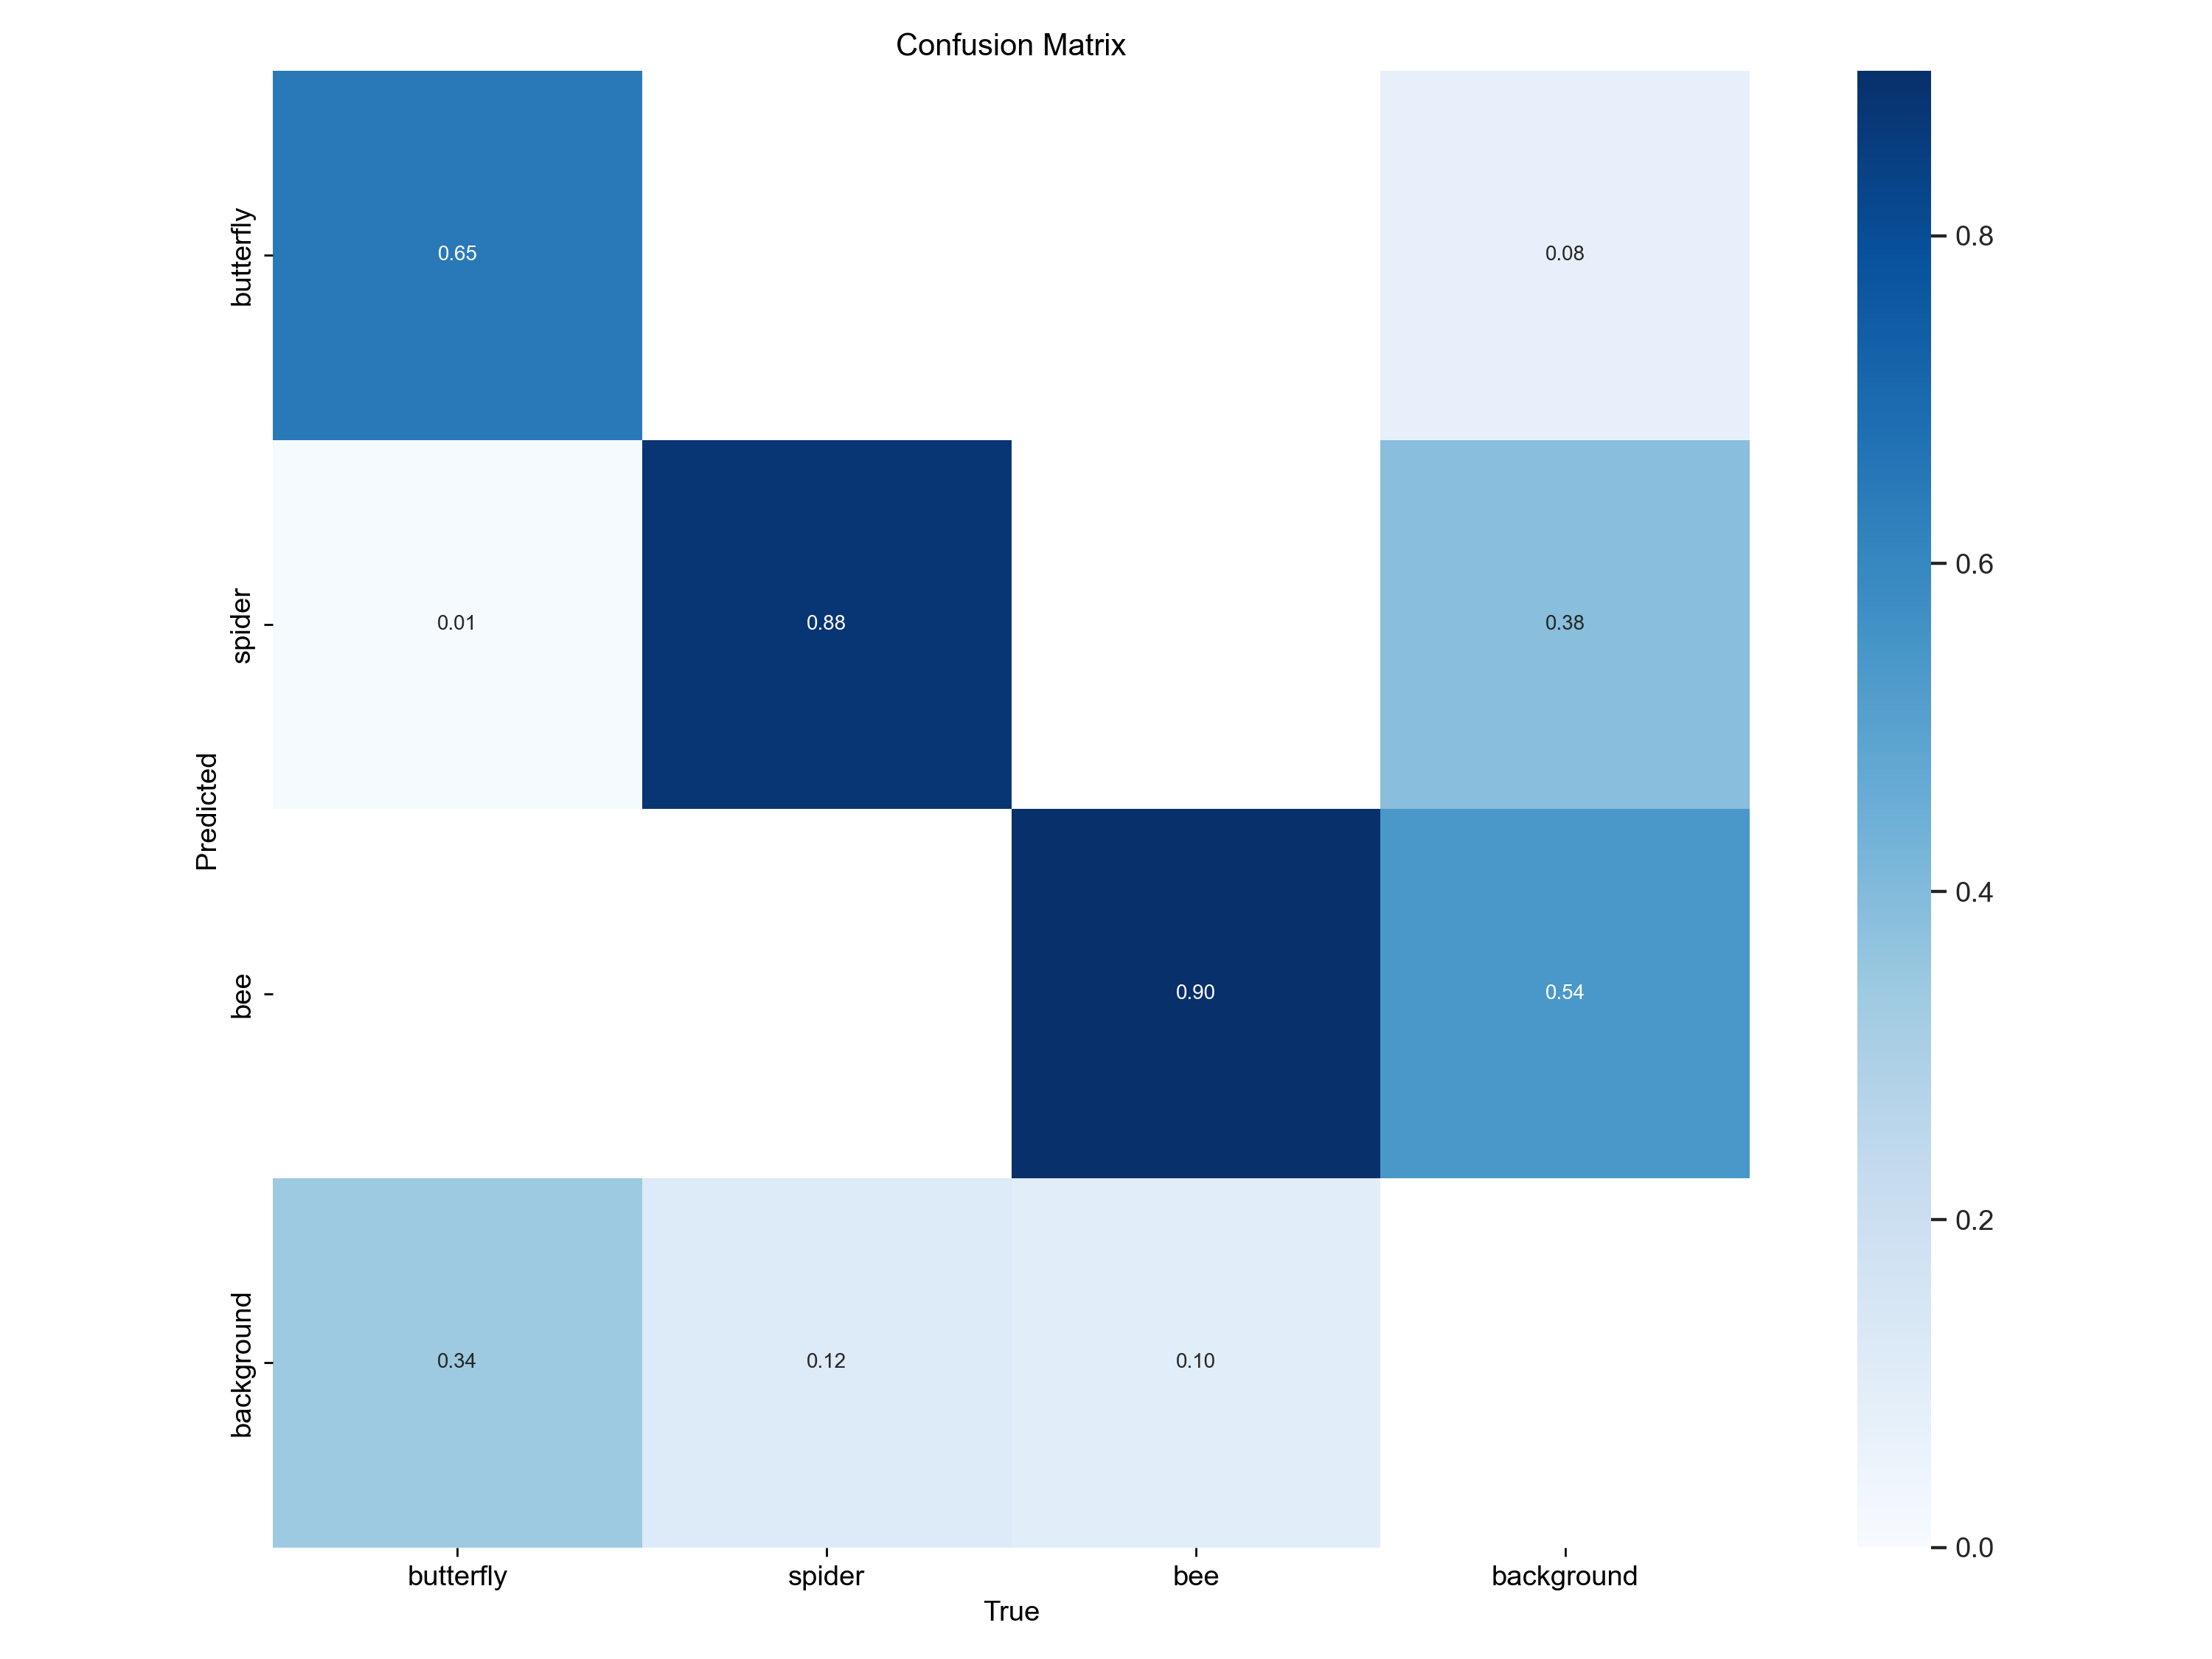 Confusion Matrix
butterfly
0.65
0.08
0.8
spider
0.01
0.88
0.38
0.6
Predicted
0.4
bee
0.90
0.54
0.2
background
0.34
0.12
0.10
0.0
butterfly
spider
bee
background
True